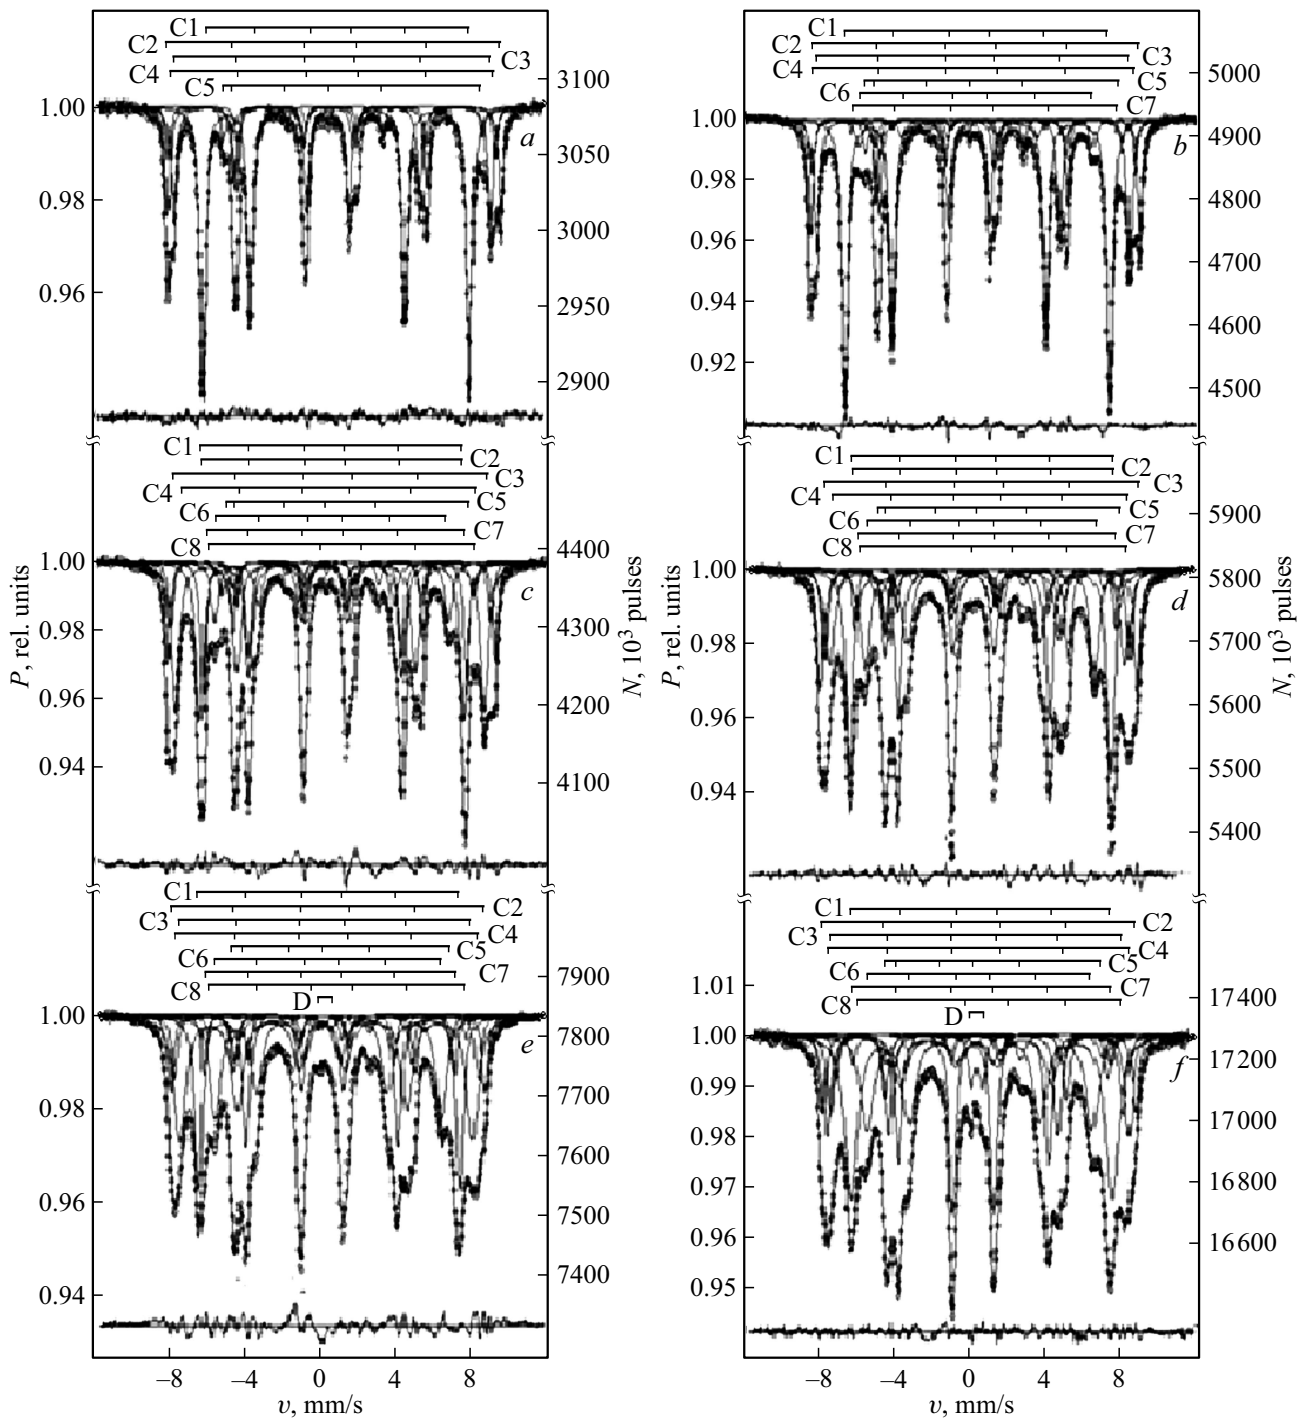 C1
C2
C3
C4
C5
1.00
0.98
0.96
a
3100
3050
3000
2950
2900
C1
C2
C3
C4
C5
C6
C7
1.00
0.98
0.96
0.94
0.92
b
5000
4900
4800
4700
4600
4500
C1
C2
C3
C4
C5
C6
C7
C8
1.00
0.98
0.96
0.94
c
4400
4300
4200
4100
P, rel. units
N, 10³ pulses
C1
C2
C3
C4
C5
C6
C7
C8
1.00
0.98
0.96
0.94
d
5900
5800
5700
5600
5500
5400
P, rel. units
N, 10³ pulses
C1
C2
C3
C4
C5
C6
C7
C8
D
1.00
0.98
0.96
0.94
e
7900
7800
7700
7600
7500
7400
–8 –4 0 4 8
υ, mm/s
C1
C2
C3
C4
C5
C6
C7
C8
D
1.01
1.00
0.99
0.98
0.97
0.96
0.95
f
17400
17200
17000
16800
16600
–8 –4 0 4 8
υ, mm/s